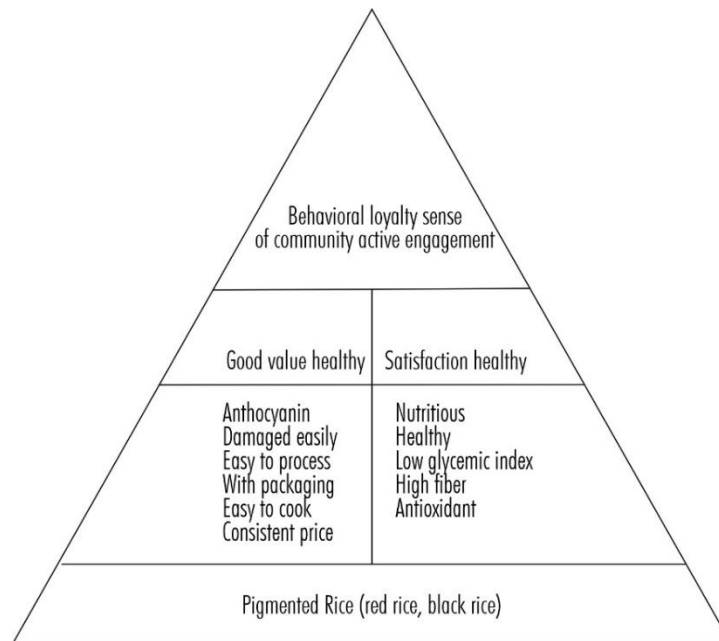 Behavioral loyalty sense
of community active engagement
Good value healthy
Satisfaction healthy
Anthocyanin
Damaged easily
Easy to process
With packaging
Easy to cook
Consistent price
Nutritious
Healthy
Low glycemic index
High fiber
Antioxidant
Pigmented Rice (red rice, black rice)